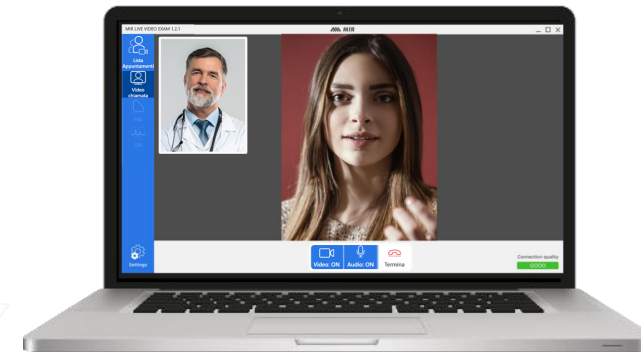 MIR LIVE VIDEO EXAM 1.2.1
MIR
Lista
Appuntamenti
Video
chiamata
Settings
Video: ON
Audio: ON
Termina
Connection quality
GOOD